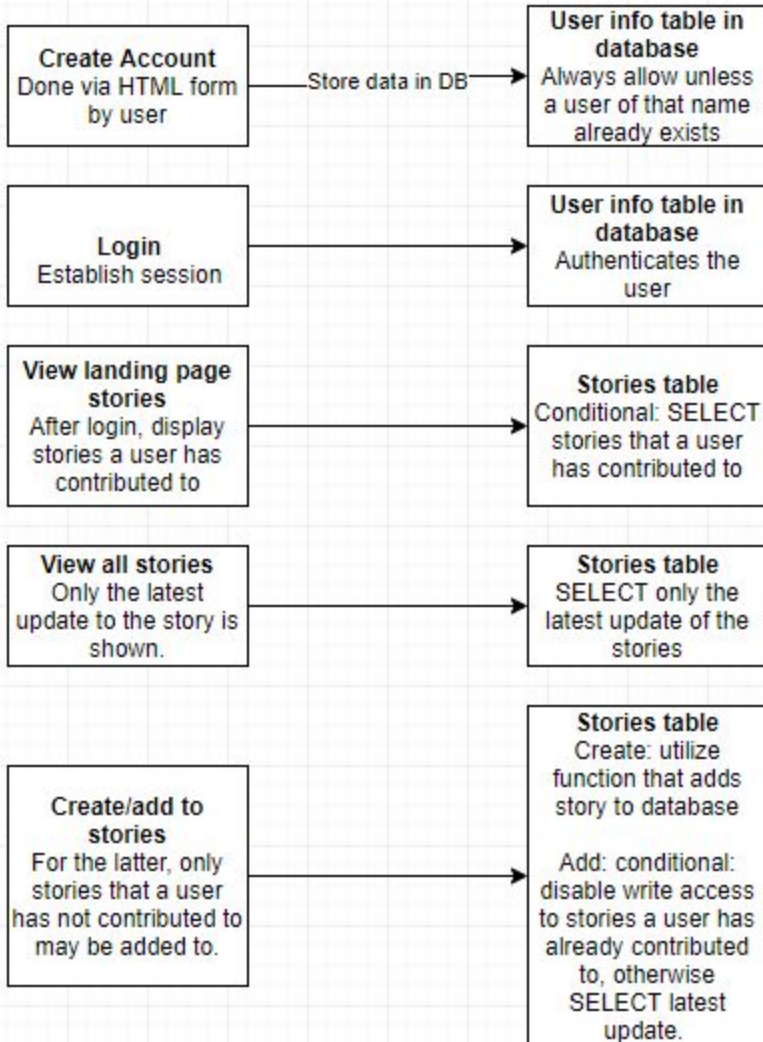 Create Account
Done via HTML form
by user
Store data in DB
User info table in
database
Always allow unless
a user of that name
already exists
Login
Establish session
User info table in
database
Authenticates the
user
View landing page
stories
After login, display
stories a user has
contributed to
Stories table
Conditional: SELECT
stories that a user
has contributed to
View all stories
Only the latest
update to the story is
shown.
Stories table
SELECT only the
latest update of the
stories
Create/add to
stories
For the latter, only
stories that a user
has not contributed to
may be added to.
Stories table
Create: utilize
function that adds
story to database
Add: conditional:
disable write access
to stories a user has
already contributed
to, otherwise
SELECT latest
update.